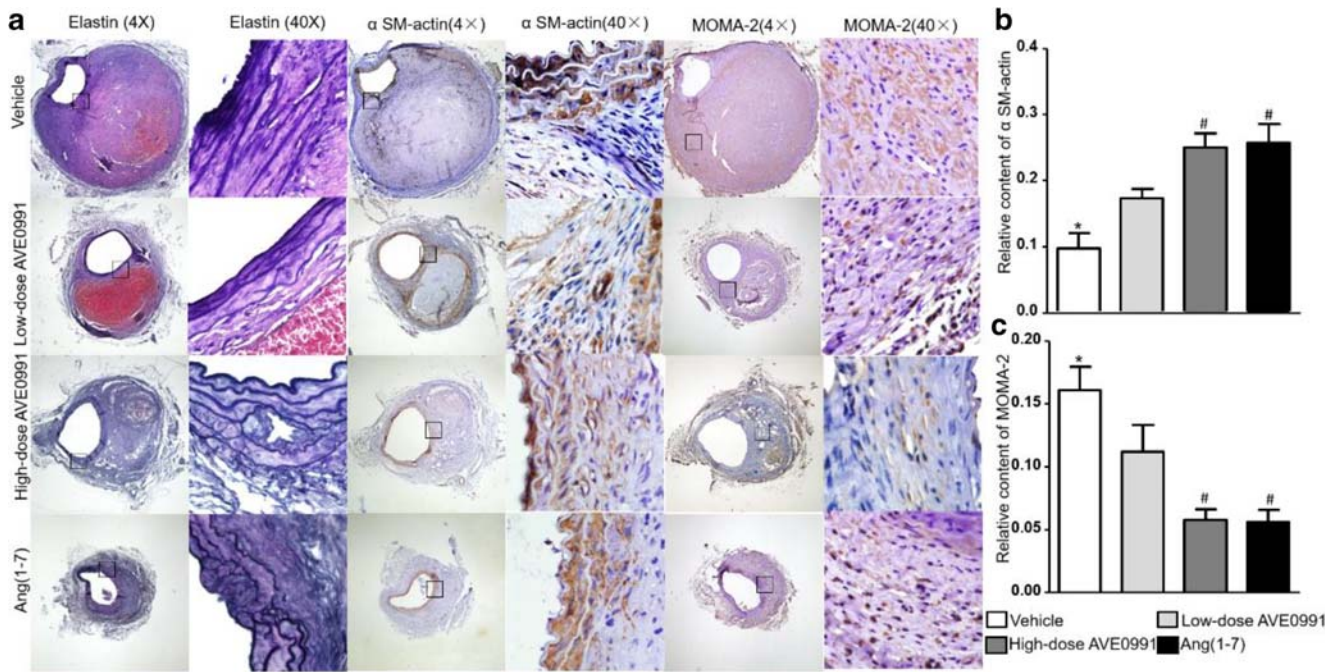 a
Elastin (4X)
Elastin (40X)
α SM-actin(4×)
α SM-actin(40×)
MOMA-2(4×)
MOMA-2(40×)
Vehicle
Low-dose AVE0991
High-dose AVE0991
Ang(1-7)
b
Relative content of α SM-actin
0.4
0.3
0.2
0.1
0.0
*
#
#
c
Relative content of MOMA-2
0.20
0.15
0.10
0.05
0.00
*
#
#
Vehicle
Low-dose AVE0991
High-dose AVE0991
Ang(1-7)